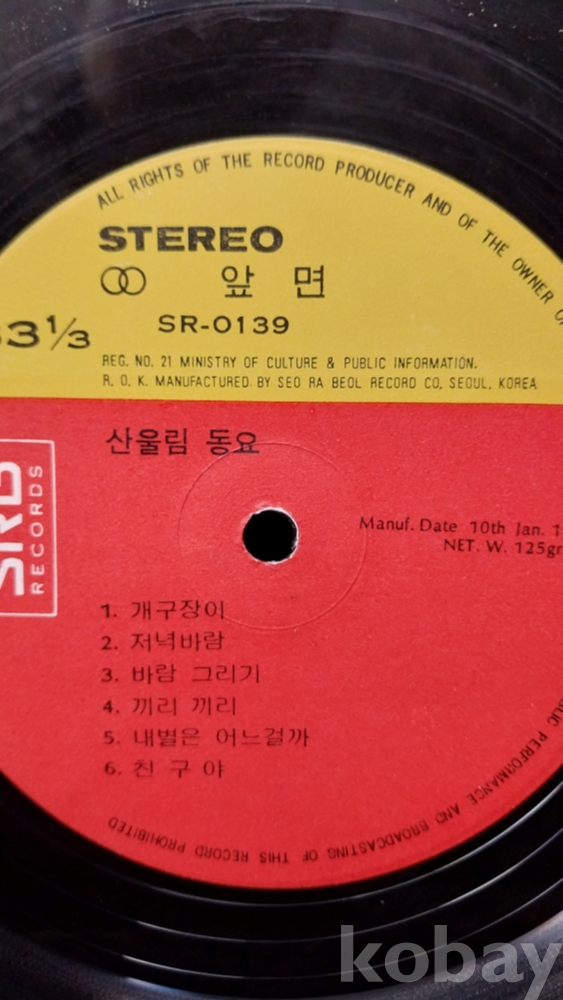 ALL RIGHTS OF THE RECORD PRODUCER AND OF THE OWNER
STEREO
앞 면
33 1/3
SR-0139
REG. NO. 21 MINISTRY OF CULTURE & PUBLIC INFORMATION.
R. O. K. MANUFACTURED. BY SEO RA BEOL RECORD CO, SEOUL, KOREA
산울림 동요
SRB
RECORDS
Manuf. Date 10th Jan.
NET. W. 125gr
1. 개구장이
2. 저녁바람
3. 바람 그리기
4. 끼리 끼리
5. 내별은 어느걸까
6. 친 구 야
PERFORMANCE AND BROADCASTING OF THIS RECORD PROHIBITED
kobay